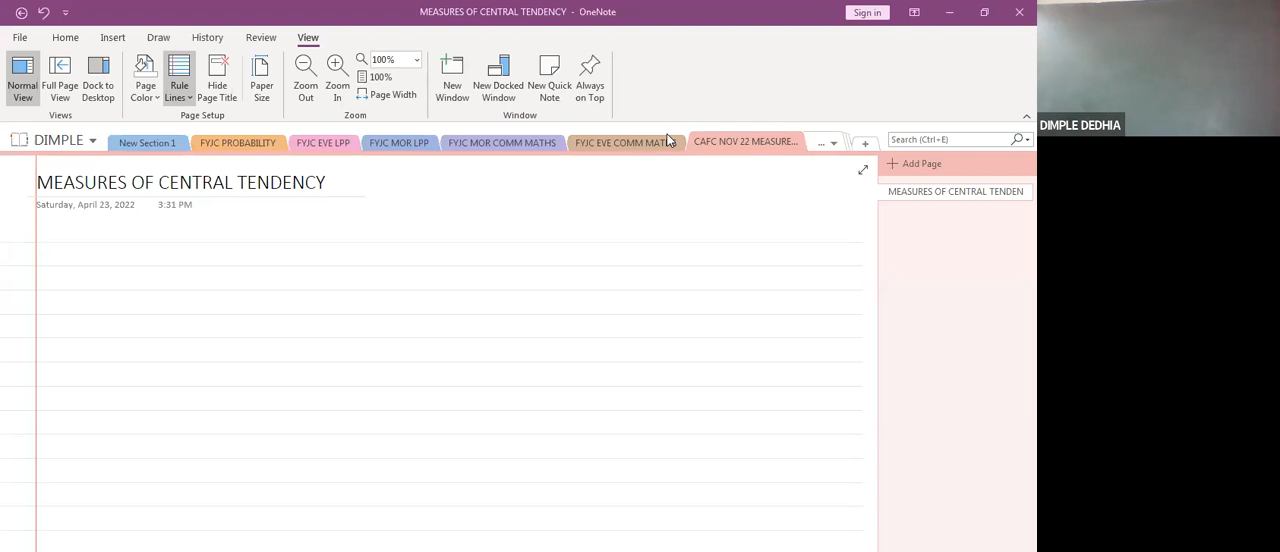 MEASURES OF CENTRAL TENDENCY - OneNote
Sign in
File Home Insert Draw History Review View
Normal View
Full Page View
Dock to Desktop
Page Color
Rule Lines
Hide Page Title
Paper Size
Zoom Out
Zoom In
100%
100%
Page Width
New Window
New Docked Window
New Quick Note
Always on Top
Views
Page Setup
Zoom
Window
DIMPLE
New Section 1
FYJC PROBABILITY
FYJC EVE LPP
FYJC MOR LPP
FYJC MOR COMM MATHS
FYJC EVE COMM MATHS
CAFC NOV 22 MEASURE...
...
Search (Ctrl+E)
Add Page
MEASURES OF CENTRAL TENDEN
MEASURES OF CENTRAL TENDENCY
Saturday, April 23, 2022 3:31 PM
DIMPLE DEDHIA